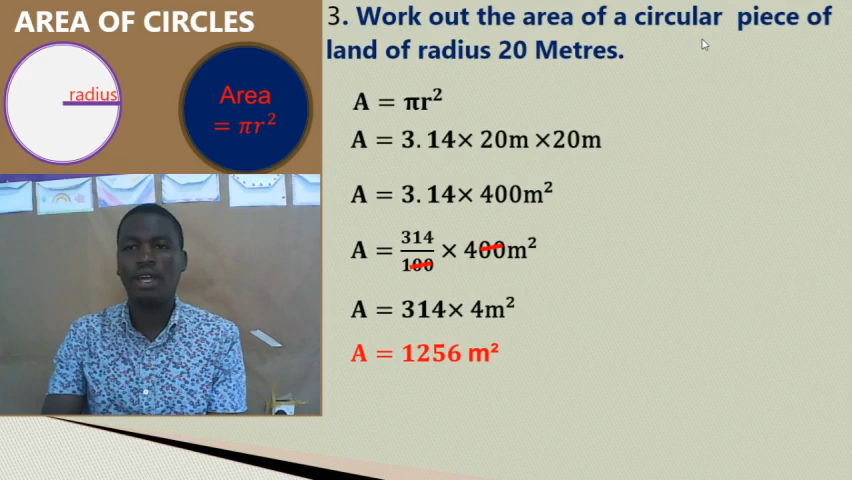 AREA OF CIRCLES
radius
Area
= πr²
3. Work out the area of a circular piece of
land of radius 20 Metres.
A = πr²
A = 3.14× 20m ×20m
A = 3.14× 400m²
A = 314/100 × 400m²
A = 314× 4m²
A = 1256 m²